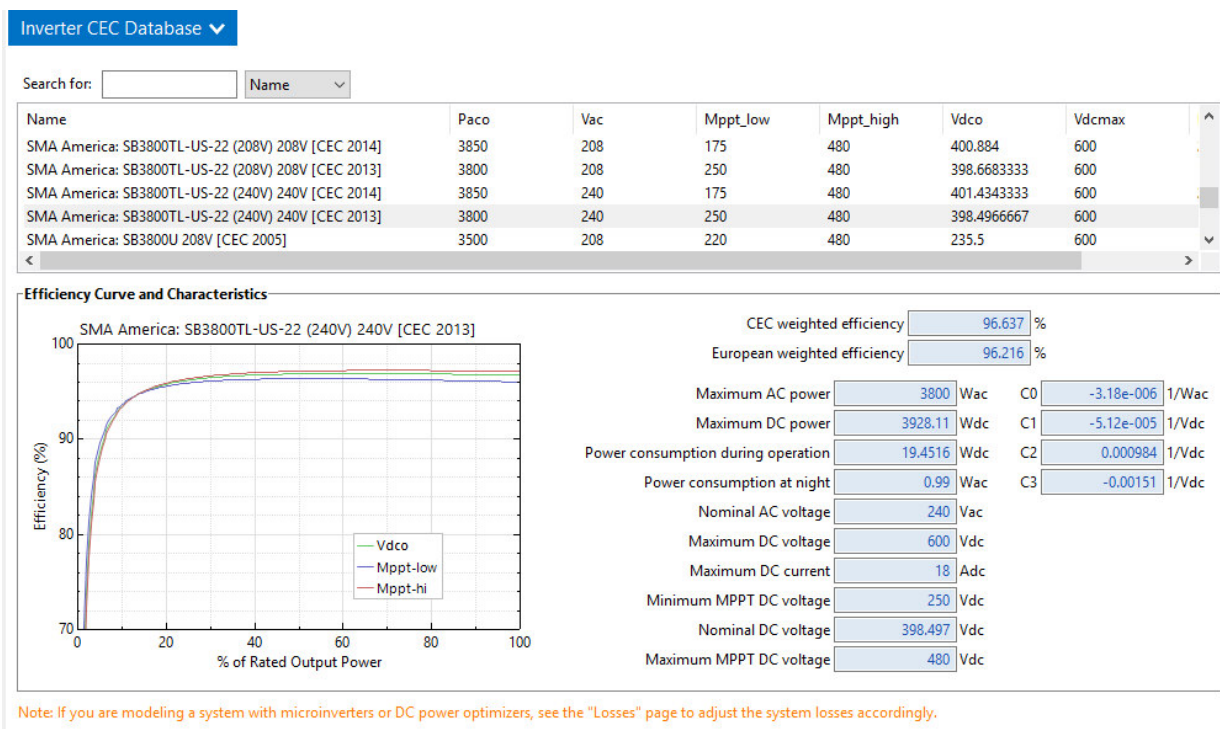 Inverter CEC Database
Search for: Name
Name Paco Vac Mppt_low Mppt_high Vdco Vdcmax
SMA America: SB3800TL-US-22 (208V) 208V [CEC 2014] 3850 208 175 480 400.884 600
SMA America: SB3800TL-US-22 (208V) 208V [CEC 2013] 3800 208 250 480 398.6683333 600
SMA America: SB3800TL-US-22 (240V) 240V [CEC 2014] 3850 240 175 480 401.4343333 600
SMA America: SB3800TL-US-22 (240V) 240V [CEC 2013] 3800 240 250 480 398.4966667 600
SMA America: SB3800U 208V [CEC 2005] 3500 208 220 480 235.5 600
Efficiency Curve and Characteristics
SMA America: SB3800TL-US-22 (240V) 240V [CEC 2013]
100
90
80
70
Efficiency (%)
Vdco
Mppt-low
Mppt-hi
0 20 40 60 80 100
% of Rated Output Power
CEC weighted efficiency 96.637 %
European weighted efficiency 96.216 %
Maximum AC power 3800 Wac C0 -3.18e-006 1/Wac
Maximum DC power 3928.11 Wdc C1 -5.12e-005 1/Vdc
Power consumption during operation 19.4516 Wdc C2 0.000984 1/Vdc
Power consumption at night 0.99 Wac C3 -0.00151 1/Vdc
Nominal AC voltage 240 Vac
Maximum DC voltage 600 Vdc
Maximum DC current 18 Adc
Minimum MPPT DC voltage 250 Vdc
Nominal DC voltage 398.497 Vdc
Maximum MPPT DC voltage 480 Vdc
Note: If you are modeling a system with microinverters or DC power optimizers, see the "Losses" page to adjust the system losses accordingly.